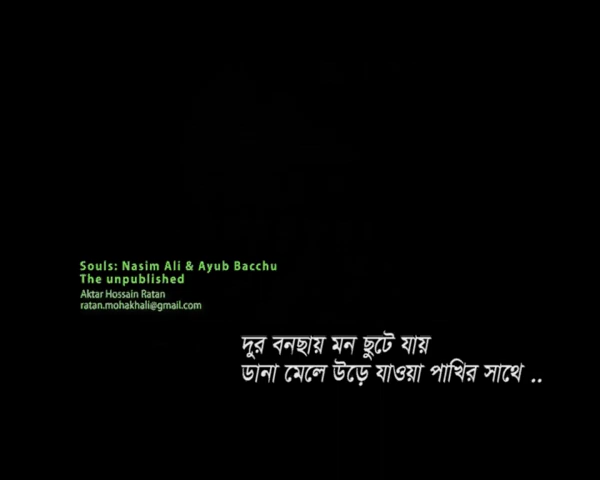 Souls: Nasim Ali & Ayub Bacchu
The unpublished
Aktar Hossain Ratan
ratan.mohakhali@gmail.com
দুর বনছায় মন ছুটে যায়
ডানা মেলে উড়ে যাওয়া পাখির সাথে ..